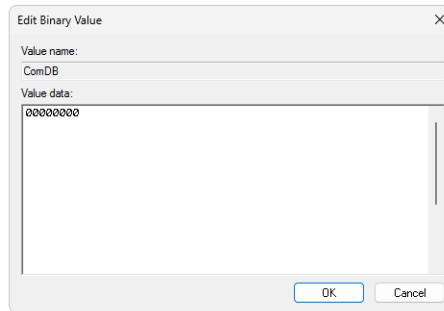 Edit Binary Value
Value name:
ComDB
Value data:
00000000
OK
Cancel